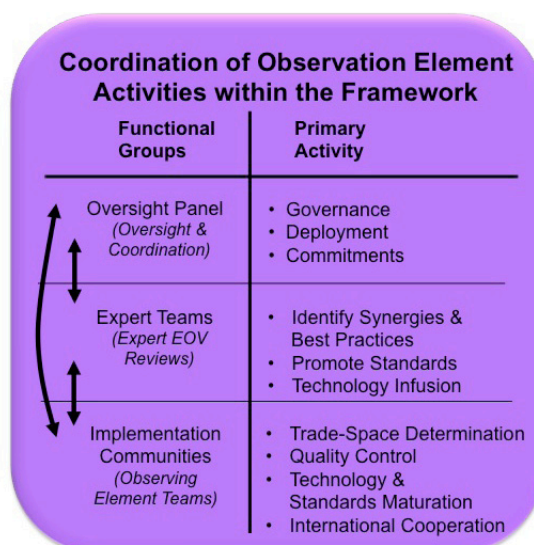 Coordination of Observation Element
Activities within the Framework
Functional
Groups
Primary
Activity
Oversight Panel
(Oversight &
Coordination)
• Governance
• Deployment
• Commitments
Expert Teams
(Expert EOV
Reviews)
• Identify Synergies &
Best Practices
• Promote Standards
• Technology Infusion
Implementation
Communities
(Observing
Element Teams)
• Trade-Space Determination
• Quality Control
• Technology &
Standards Maturation
• International Cooperation